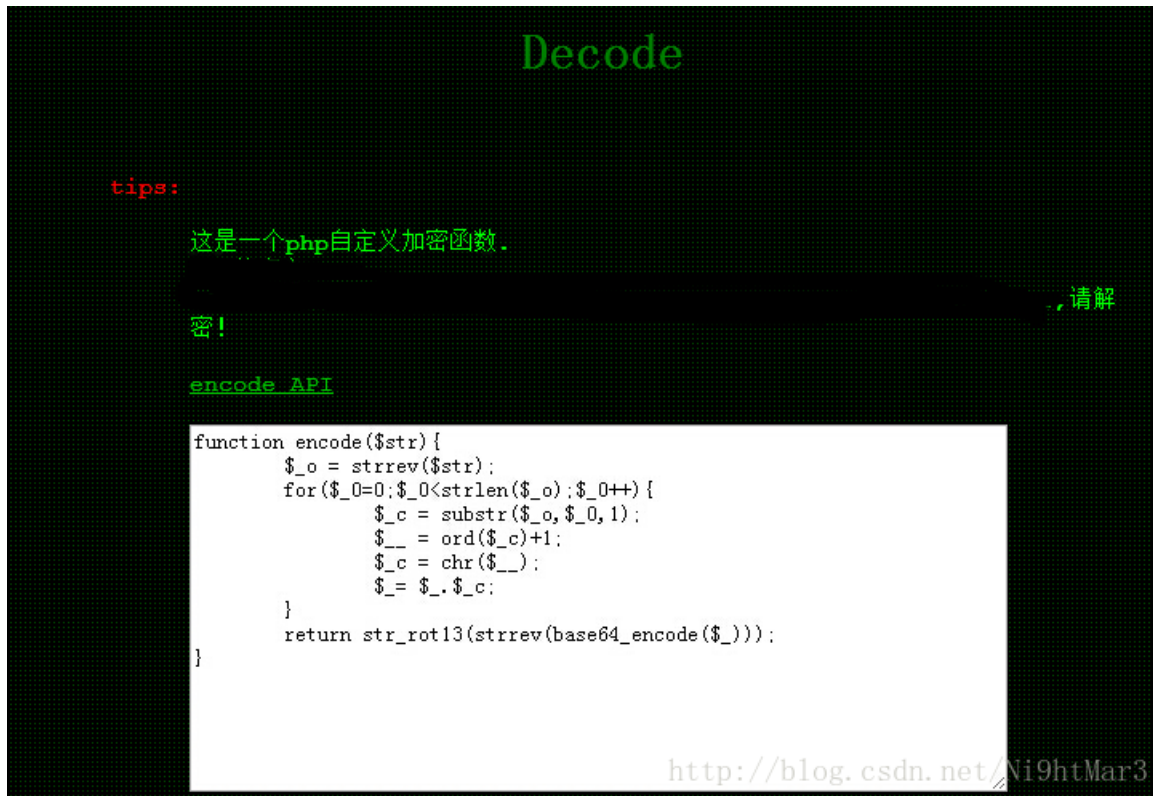 Decode
tips:
这是一个php自定义加密函数.
,请解
密!
encode API
function encode($str){
$_o = strrev($str);
for($_0=0;$_0<strlen($_o);$_0++){
$_c = substr($_o,$_0,1);
$__ = ord($_c)+1;
$_c = chr($__);
$_= $_.$_c;
}
return str_rot13(strrev(base64_encode($_)));
}
http://blog.csdn.net/Ni9htMar3